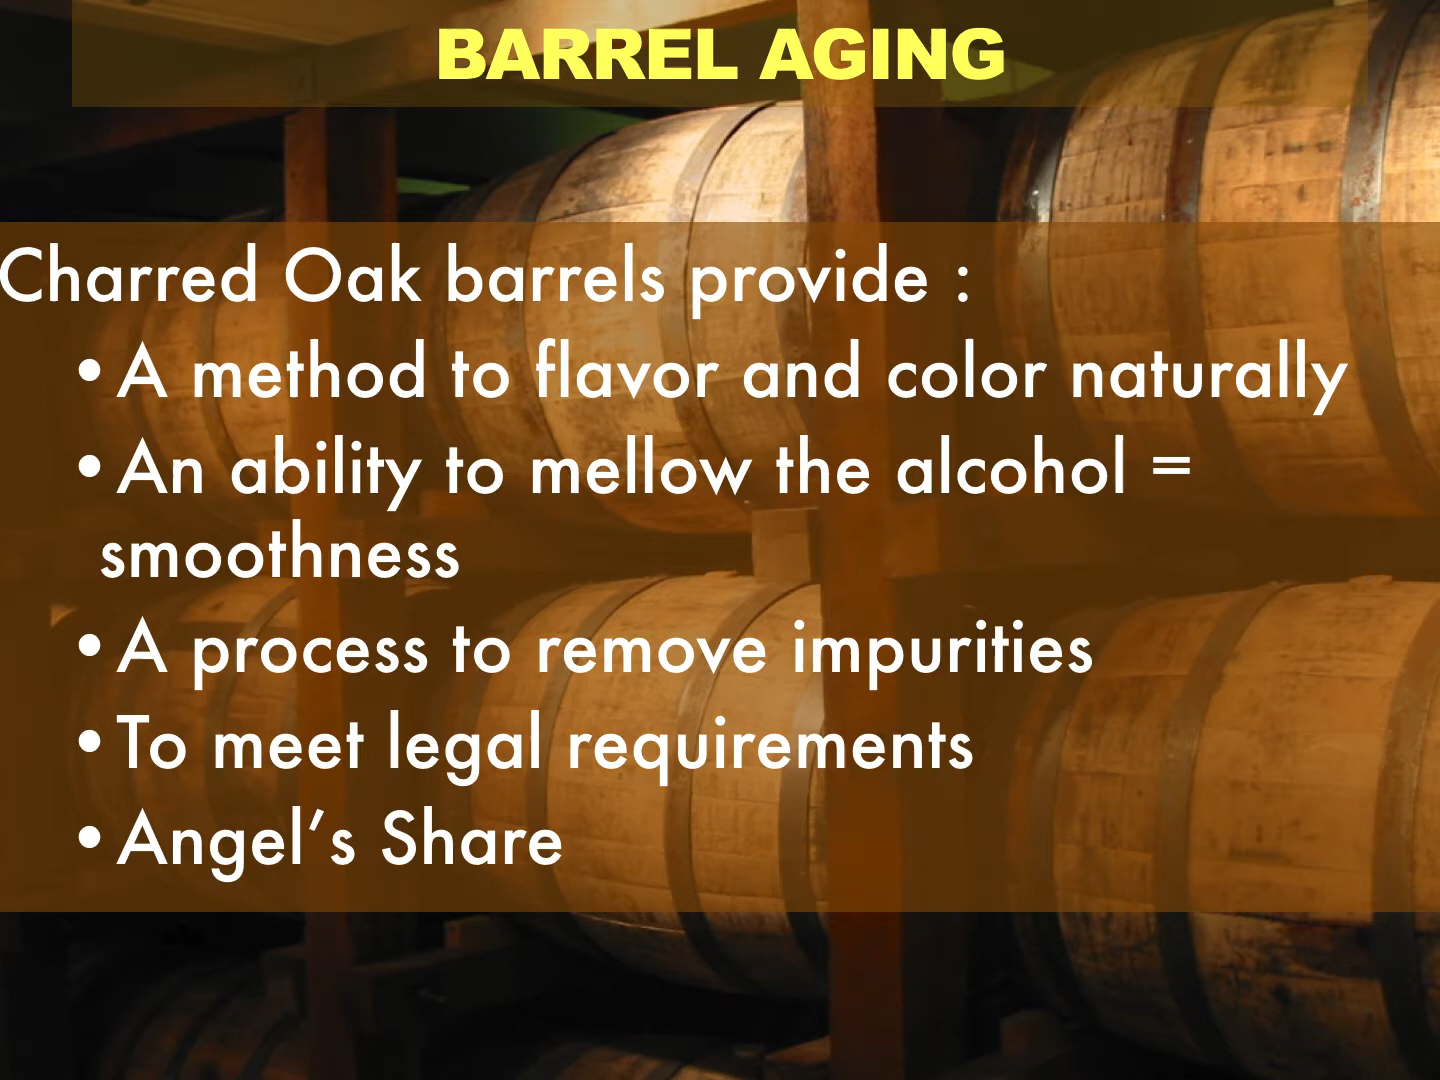 BARREL AGING
Charred Oak barrels provide :
•A method to flavor and color naturally
•An ability to mellow the alcohol =
smoothness
•A process to remove impurities
•To meet legal requirements
•Angel’s Share